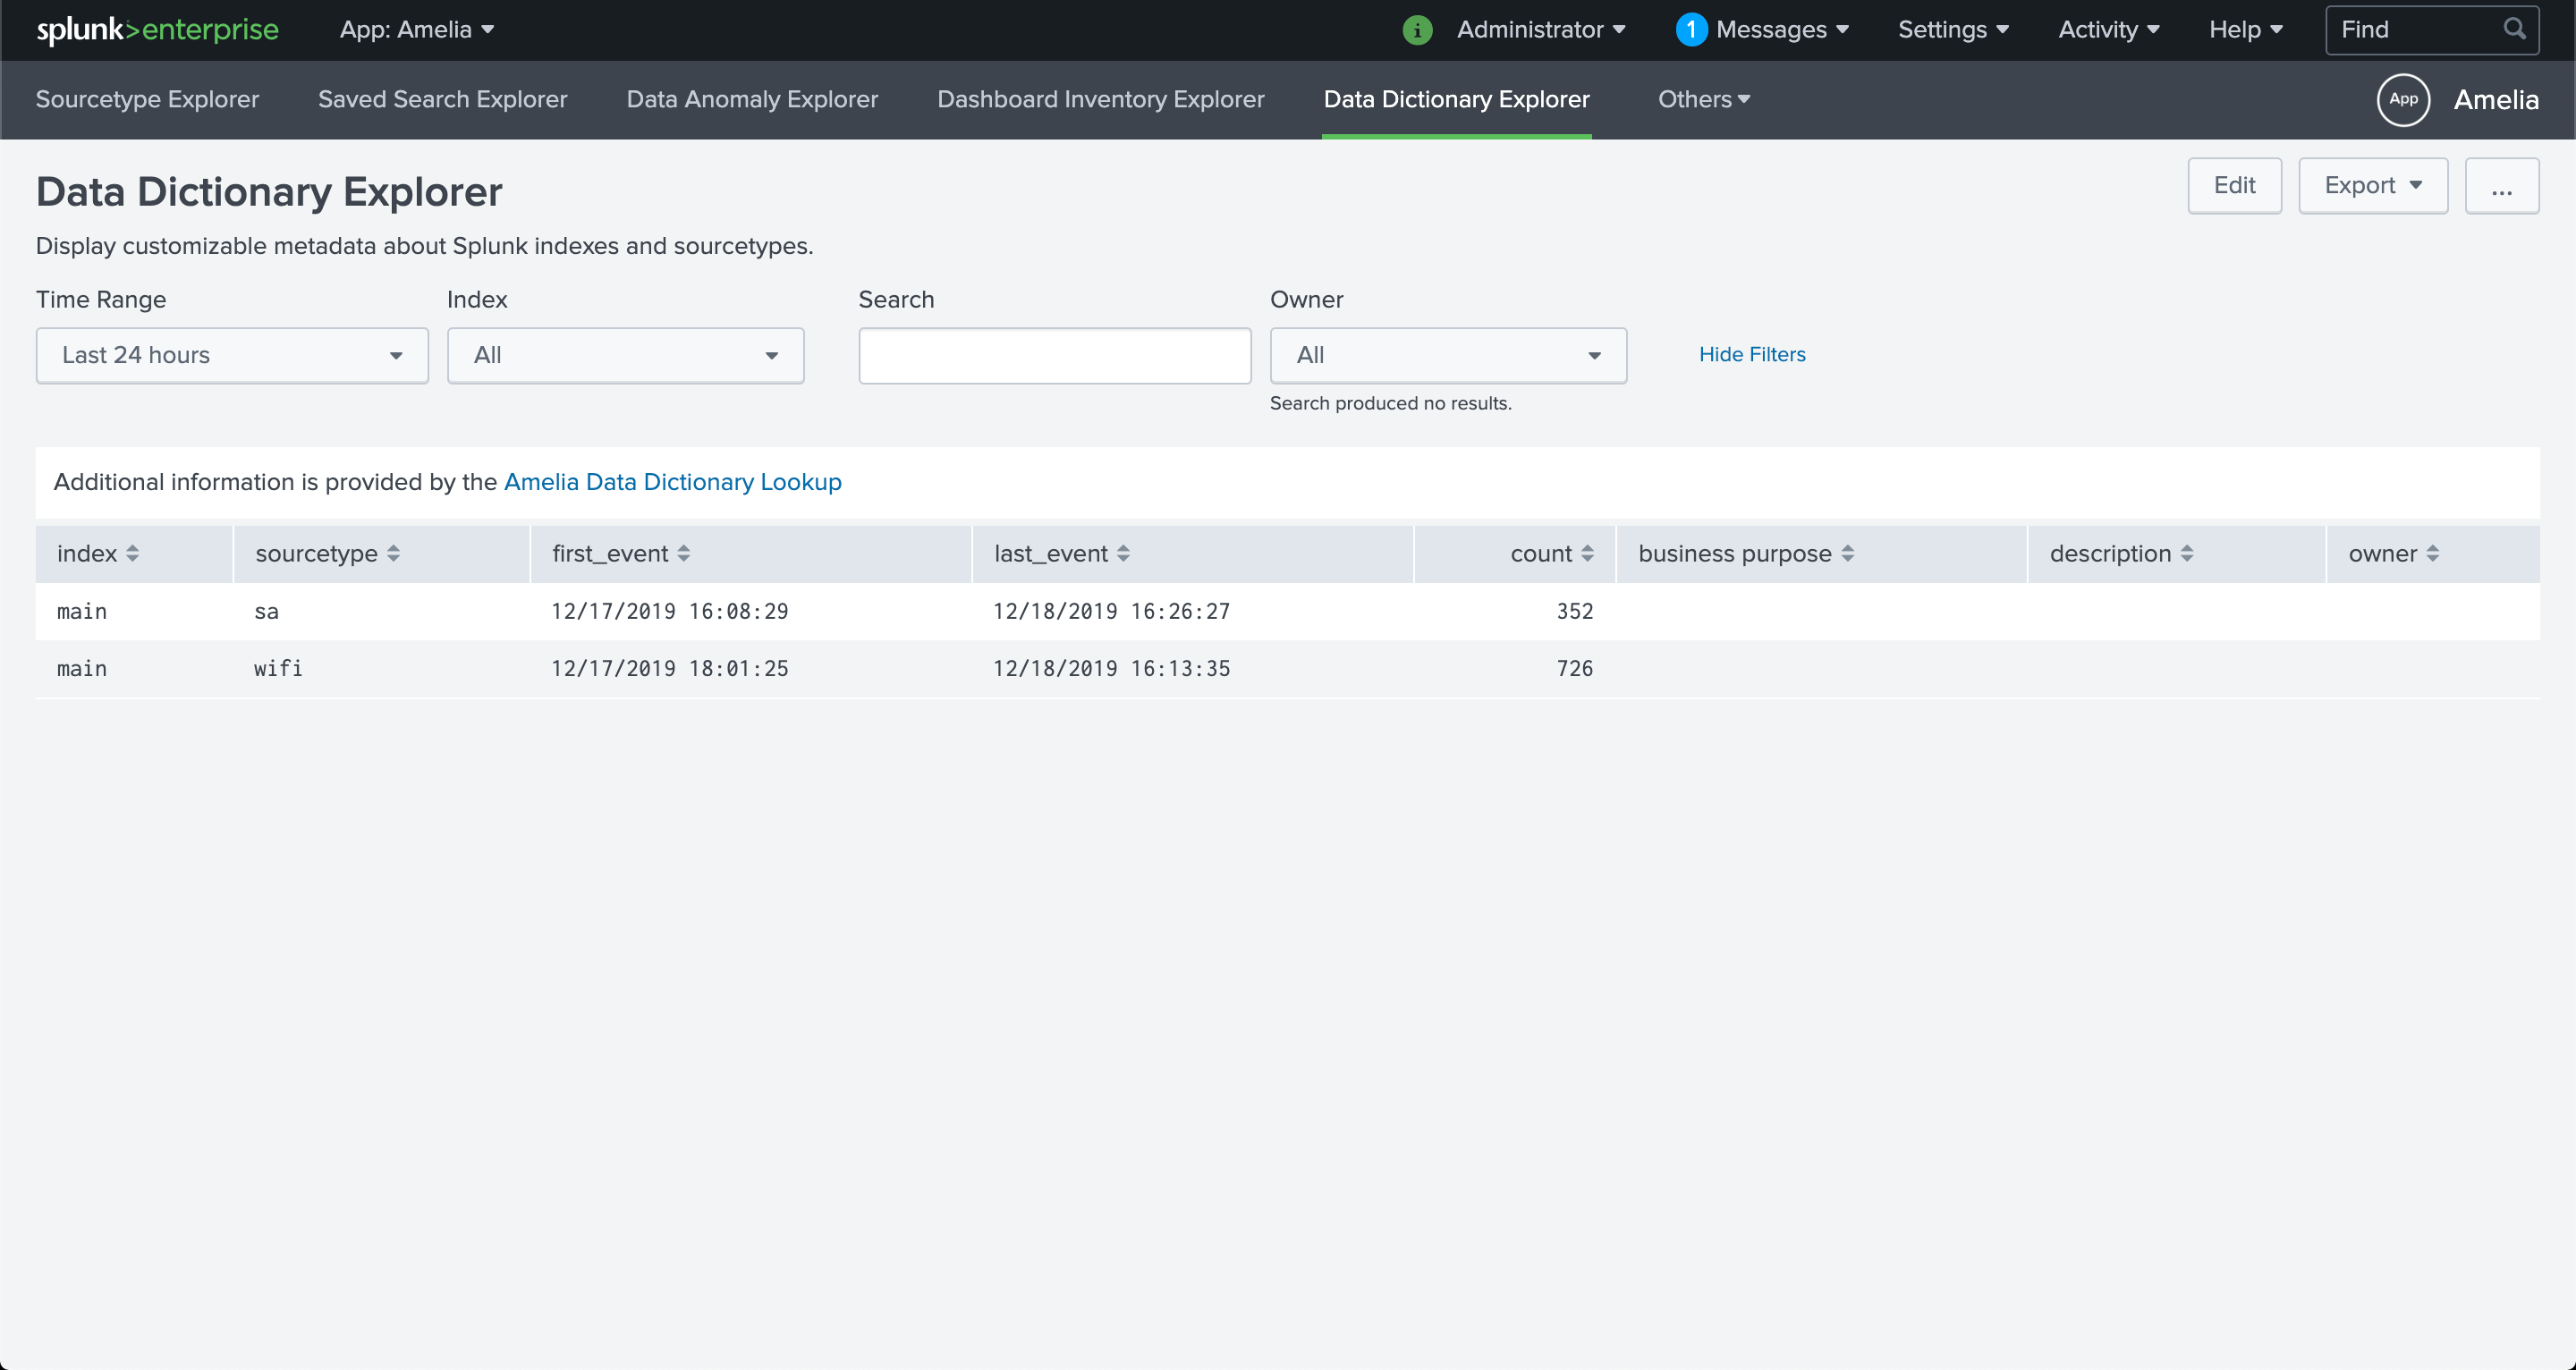 splunk>enterprise App: Amelia i Administrator 1 Messages Settings Activity Help Find
Sourcetype Explorer Saved Search Explorer Data Anomaly Explorer Dashboard Inventory Explorer Data Dictionary Explorer Others App Amelia
Data Dictionary Explorer Edit Export ...
Display customizable metadata about Splunk indexes and sourcetypes.
Time Range Index Search Owner
Last 24 hours All All Hide Filters
Search produced no results.
Additional information is provided by the Amelia Data Dictionary Lookup
index sourcetype first_event last_event count business purpose description owner
main sa 12/17/2019 16:08:29 12/18/2019 16:26:27 352
main wifi 12/17/2019 18:01:25 12/18/2019 16:13:35 726